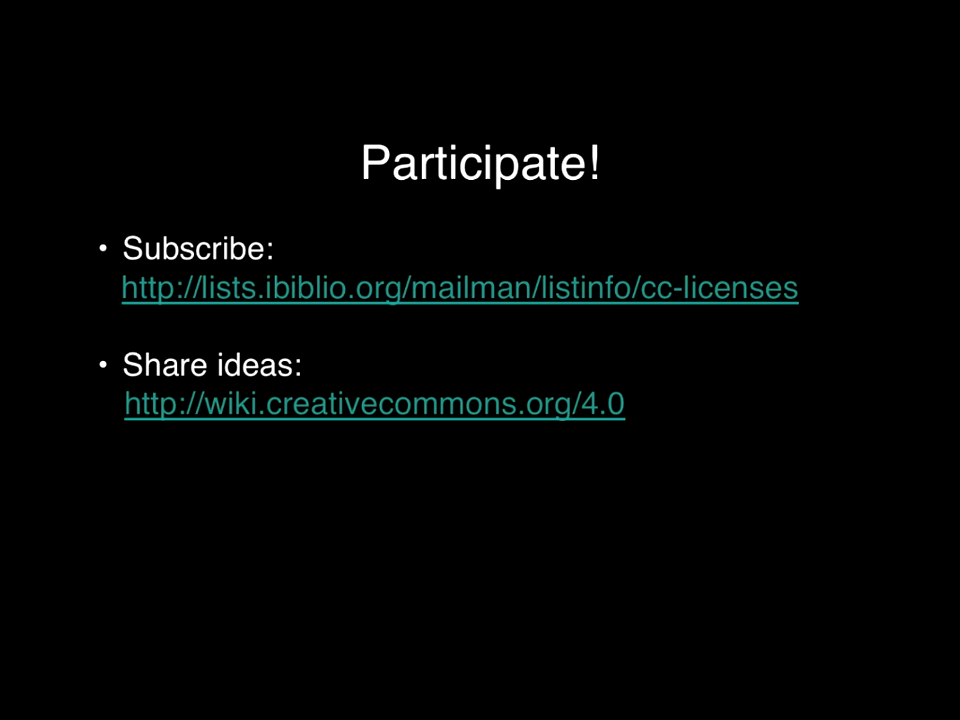 Participate!
• Subscribe:
http://lists.ibiblio.org/mailman/listinfo/cc-licenses
• Share ideas:
http://wiki.creativecommons.org/4.0